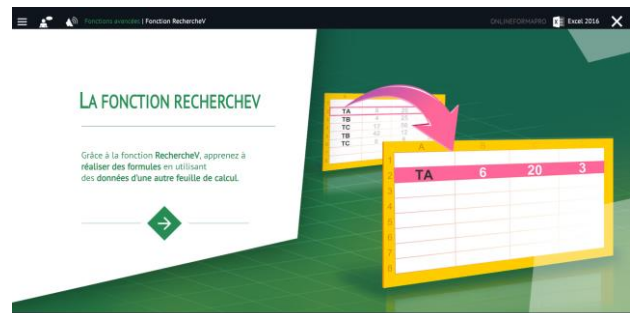 Fonctions avancées | Fonction RechercheV
ONLINEFORMAPRO
Excel 2016
LA FONCTION RECHERCHEV
Grâce à la fonction RechercheV, apprenez à
réaliser des formules en utilisant
des données d'une autre feuille de calcul.
TA
TB
TC
TB
TC
A
1
2 TA 6 20 3
3
4
5
6
7
8